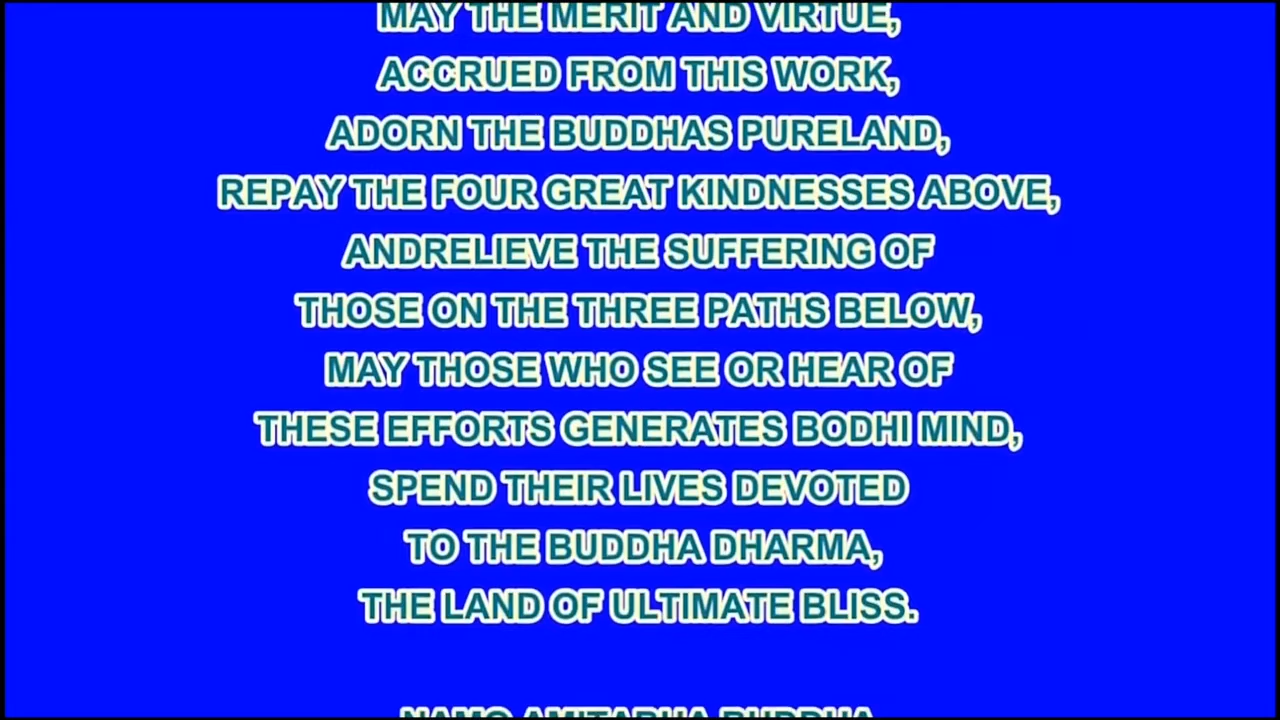 MAY THE MERIT AND VIRTUE,
ACCRUED FROM THIS WORK,
ADORN THE BUDDHAS PURELAND,
REPAY THE FOUR GREAT KINDNESSES ABOVE,
ANDRELIEVE THE SUFFERING OF
THOSE ON THE THREE PATHS BELOW,
MAY THOSE WHO SEE OR HEAR OF
THESE EFFORTS GENERATES BODHI MIND,
SPEND THEIR LIVES DEVOTED
TO THE BUDDHA DHARMA,
THE LAND OF ULTIMATE BLISS.
NAMO AMITABHA BUDDHA